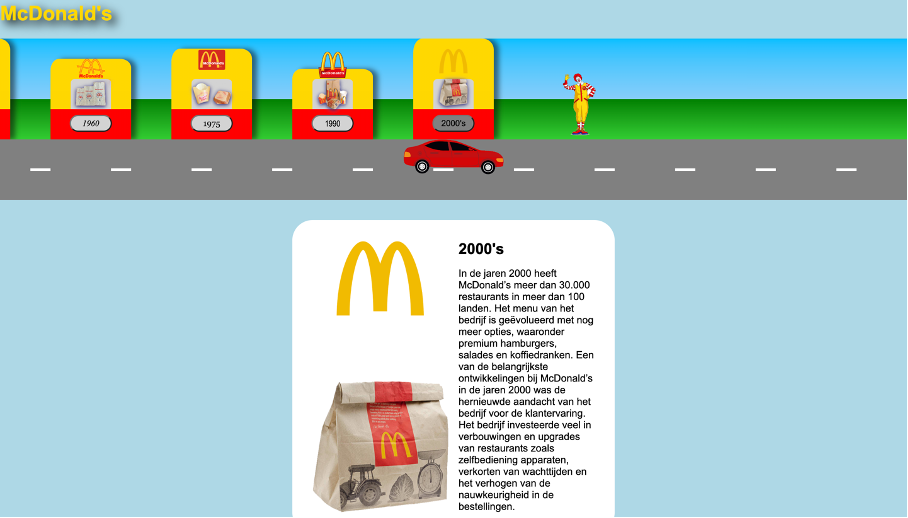 McDonald's
McDonald's
McDonald's
1960
1975
1990
2000's
2000's
In de jaren 2000 heeft
McDonald's meer dan 30.000
restaurants in meer dan 100
landen. Het menu van het
bedrijf is geëvolueerd met nog
meer opties, waaronder
premium hamburgers,
salades en koffiedranken. Een
van de belangrijkste
ontwikkelingen bij McDonald's
in de jaren 2000 was de
hernieuwde aandacht van het
bedrijf voor de klantervaring.
Het bedrijf investeerde veel in
verbouwingen en upgrades
van restaurants zoals
zelfbediening apparaten,
verkorten van wachttijden en
het verhogen van de
nauwkeurigheid in de
bestellingen.